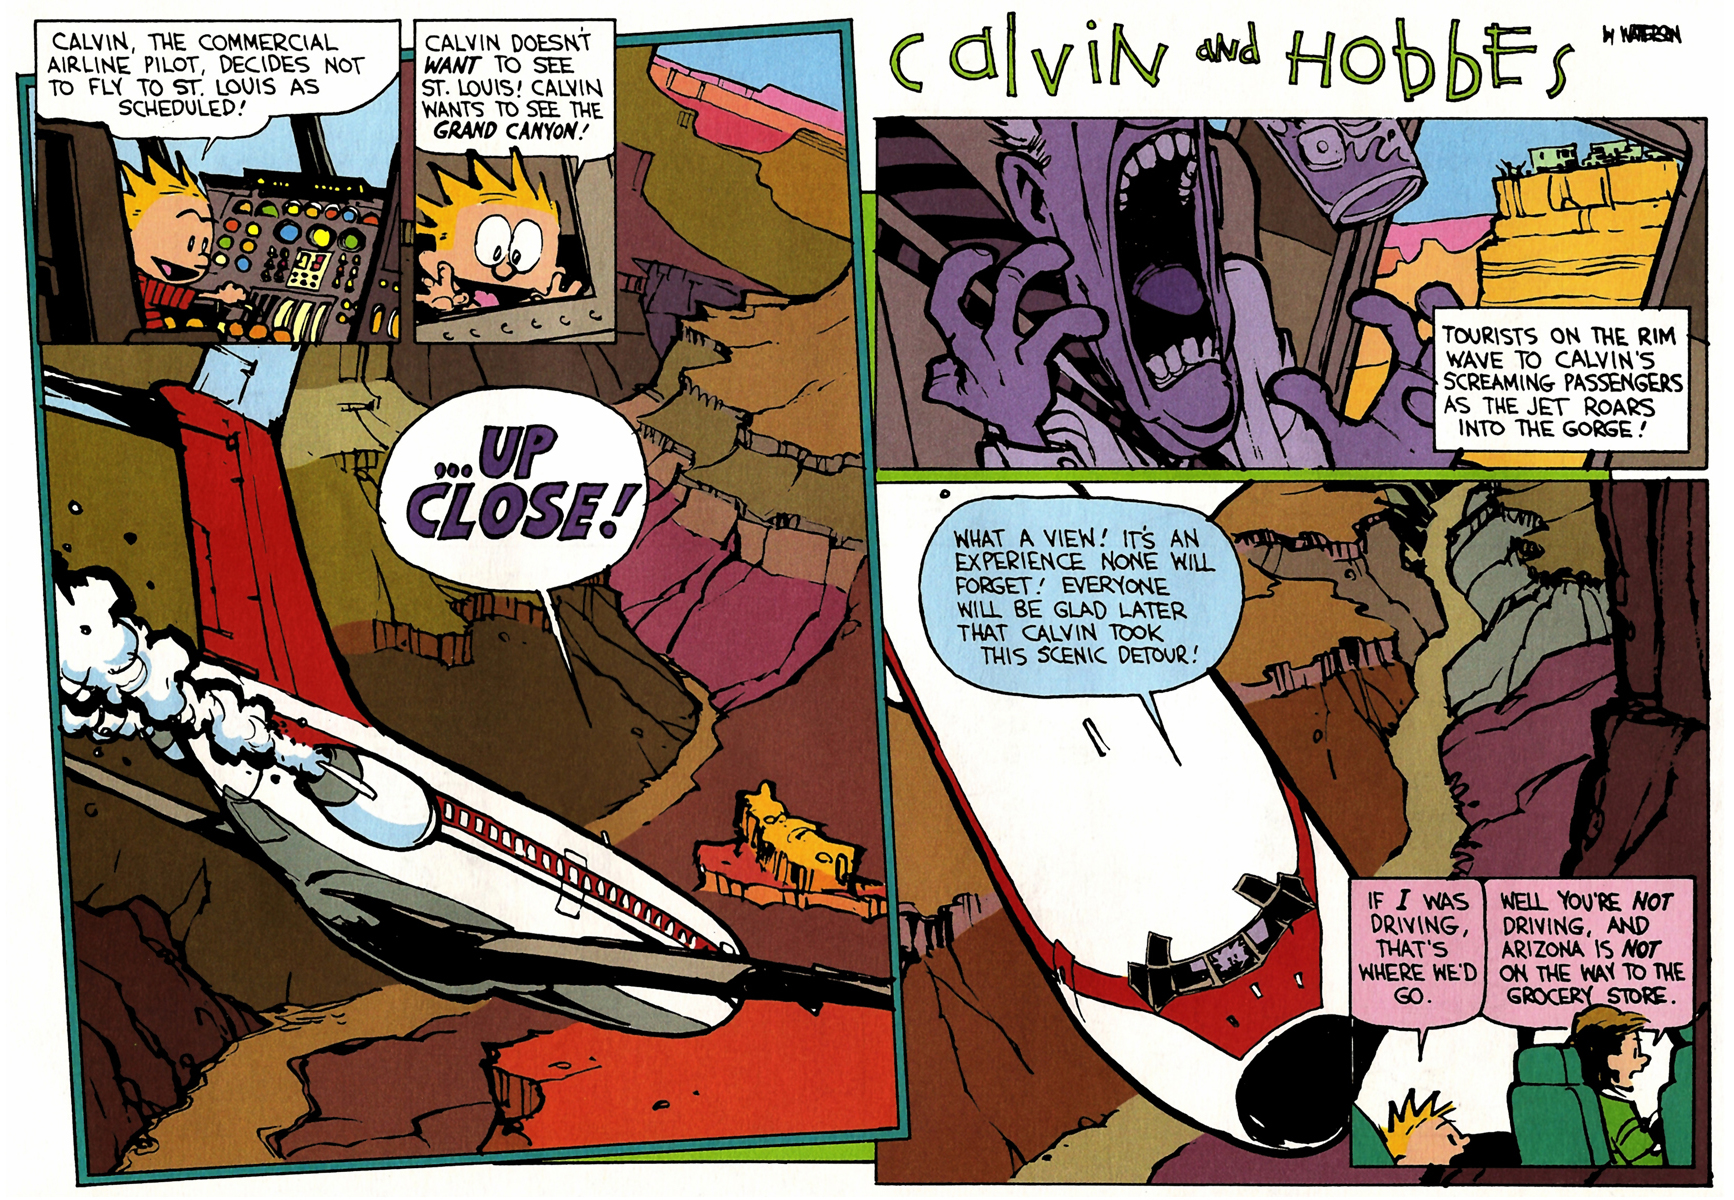 CALVIN, THE COMMERCIAL
AIRLINE PILOT, DECIDES NOT
TO FLY TO ST. LOUIS AS
SCHEDULED!
CALVIN DOESN'T
WANT TO SEE
ST. LOUIS! CALVIN
WANTS TO SEE THE
GRAND CANYON!
...UP
CLOSE!
CALVIN AND HOBBES
by WATTERSON
TOURISTS ON THE RIM
WAVE TO CALVIN'S
SCREAMING PASSENGERS
AS THE JET ROARS
INTO THE GORGE!
WHAT A VIEW! IT'S AN
EXPERIENCE NONE WILL
FORGET! EVERYONE
WILL BE GLAD LATER
THAT CALVIN TOOK
THIS SCENIC DETOUR!
IF I WAS
DRIVING,
THAT'S
WHERE WE'D
GO.
WELL YOU'RE NOT
DRIVING, AND
ARIZONA IS NOT
ON THE WAY TO THE
GROCERY STORE.